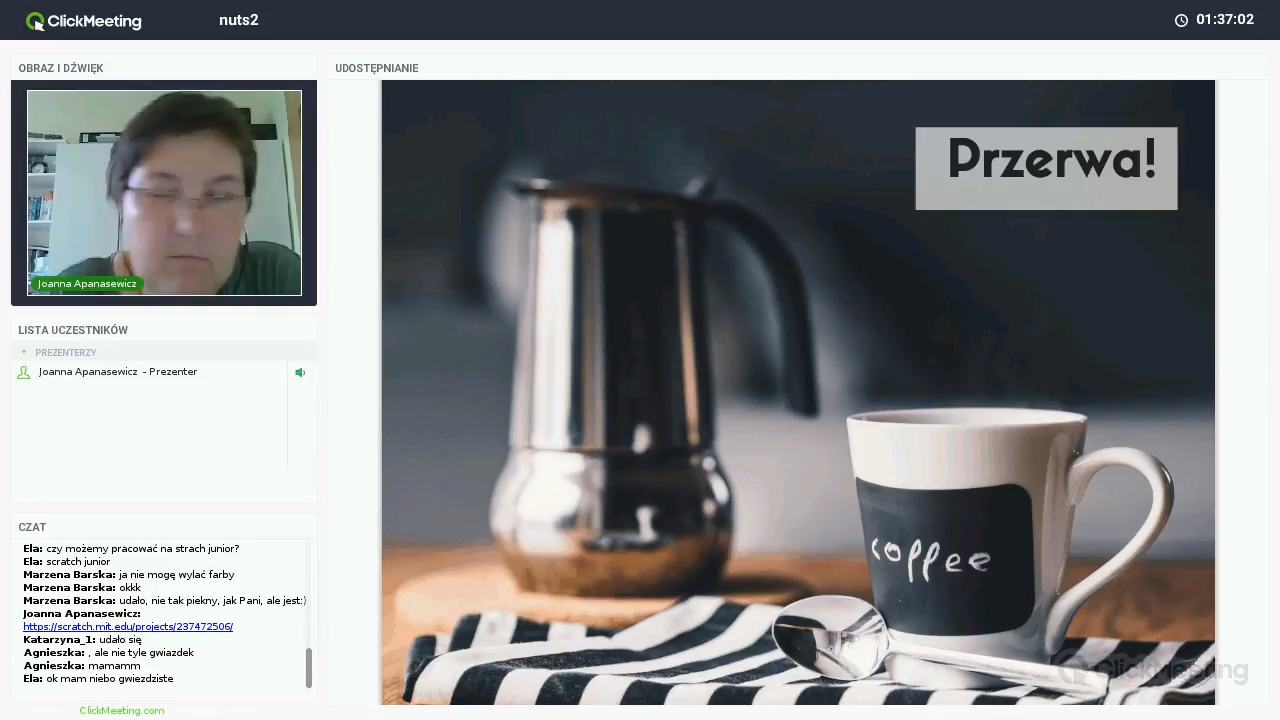 ClickMeeting
nuts2
01:37:02
OBRAZ I DŹWIĘK
Joanna Apanasewicz
LISTA UCZESTNIKÓW
PREZENTERZY
Joanna Apanasewicz - Prezenter
CZAT
Ela: czy możemy pracować na strach junior?
Ela: scratch junior
Marzena Barska: ja nie mogę wylać farby
Marzena Barska: okkk
Marzena Barska: udało, nie tak piekny, jak Pani, ale jest:)
Joanna Apanasewicz:
https://scratch.mit.edu/projects/237472506/
Katarzyna_1: udało się
Agnieszka: , ale nie tyle gwiazdek
Agnieszka: mamamm
Ela: ok mam niebo gwiezdziste
ClickMeeting.com
UDOSTĘPNIANIE
Przerwa!
coffee
ClickMeeting